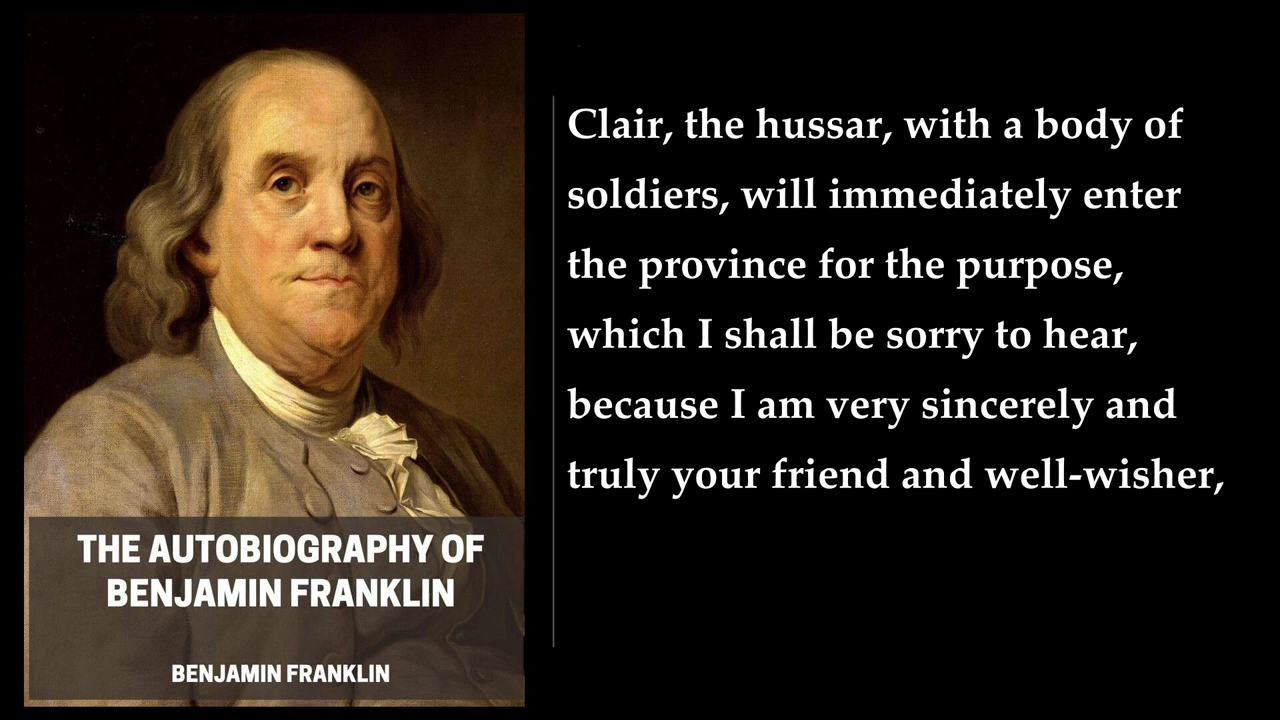 THE AUTOBIOGRAPHY OF
BENJAMIN FRANKLIN
BENJAMIN FRANKLIN
Clair, the hussar, with a body of
soldiers, will immediately enter
the province for the purpose,
which I shall be sorry to hear,
because I am very sincerely and
truly your friend and well-wisher,